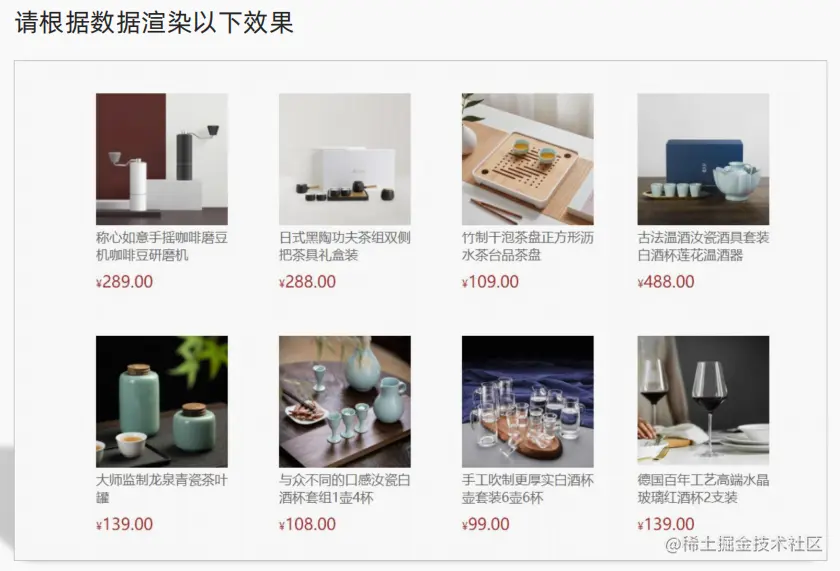 请根据数据渲染以下效果
称心如意手摇咖啡磨豆
机咖啡豆研磨机
¥289.00
日式黑陶功夫茶组双侧
把茶具礼盒装
¥288.00
竹制干泡茶盘正方形沥
水茶台品茶盘
¥109.00
古法温酒汝瓷酒具套装
白酒杯莲花温酒器
¥488.00
大师监制龙泉青瓷茶叶
罐
¥139.00
与众不同的口感汝瓷白
酒杯套组1壶4杯
¥108.00
手工吹制更厚实白酒杯
壶套装6壶6杯
¥99.00
德国百年工艺高端水晶
玻璃红酒杯2支装
¥139.00
@稀土掘金技术社区